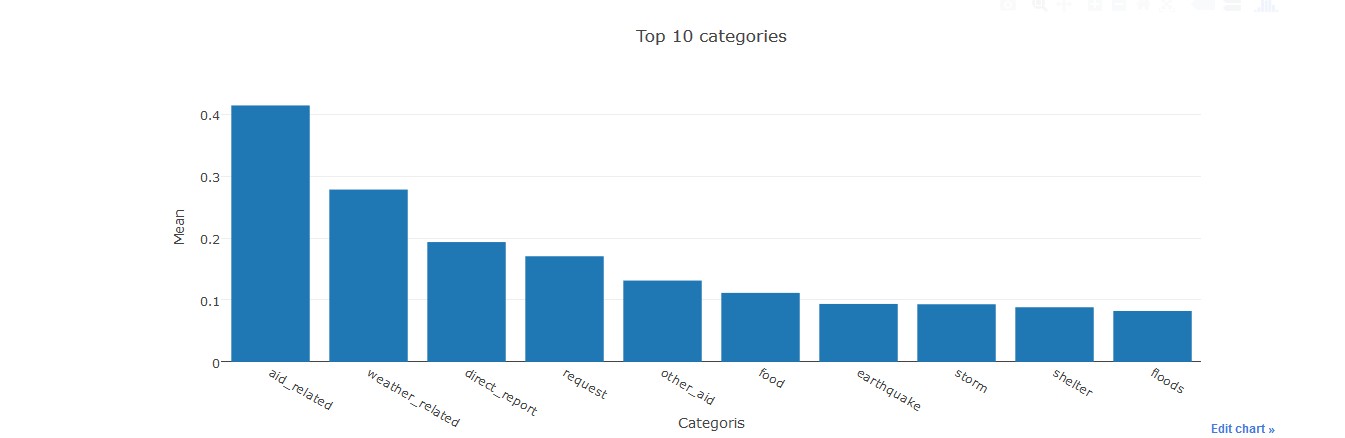 Top 10 categories
0.4
0.3
0.2
0.1
0
Mean
aid_related
weather_related
direct_report
request
other_aid
food
earthquake
storm
shelter
floods
Categoris
Edit chart »